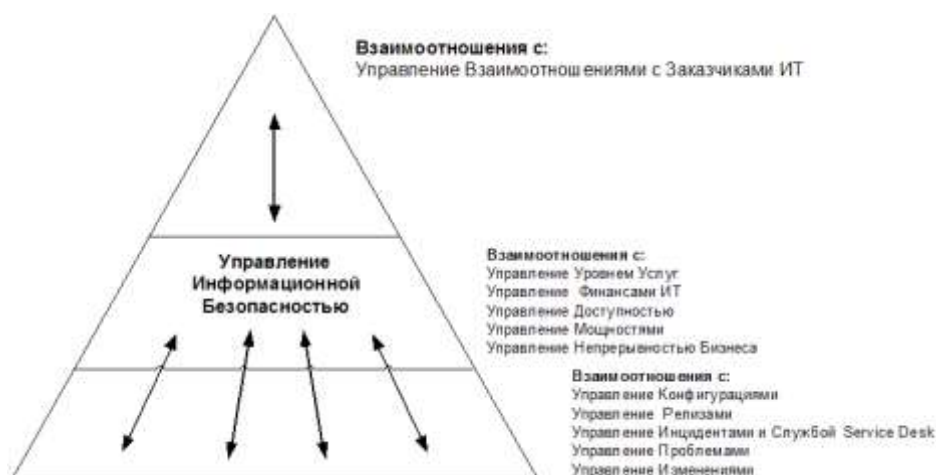 Взаимоотношения с:
Управление Взаимоотношениями с Заказчиками ИТ
Управление
Информационной
Безопасностью
Взаимоотношения с:
Управление Уровнем Услуг
Управление Финансами ИТ
Управление Доступностью
Управление Мощностями
Управление Непрерывностью Бизнеса
Взаимоотношения с:
Управление Конфигурациями
Управление Релизами
Управление Инцидентами и Службой Service Desk
Управление Проблемами
Управление Изменениями